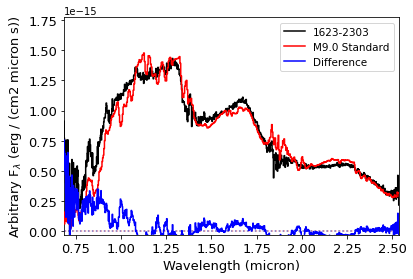 1e−15
1623-2303
M9.0 Standard
Difference
Arbitrary Fλ (erg / (cm2 micron s))
1.75
1.50
1.25
1.00
0.75
0.50
0.25
0.00
0.75 1.00 1.25 1.50 1.75 2.00 2.25 2.50
Wavelength (micron)